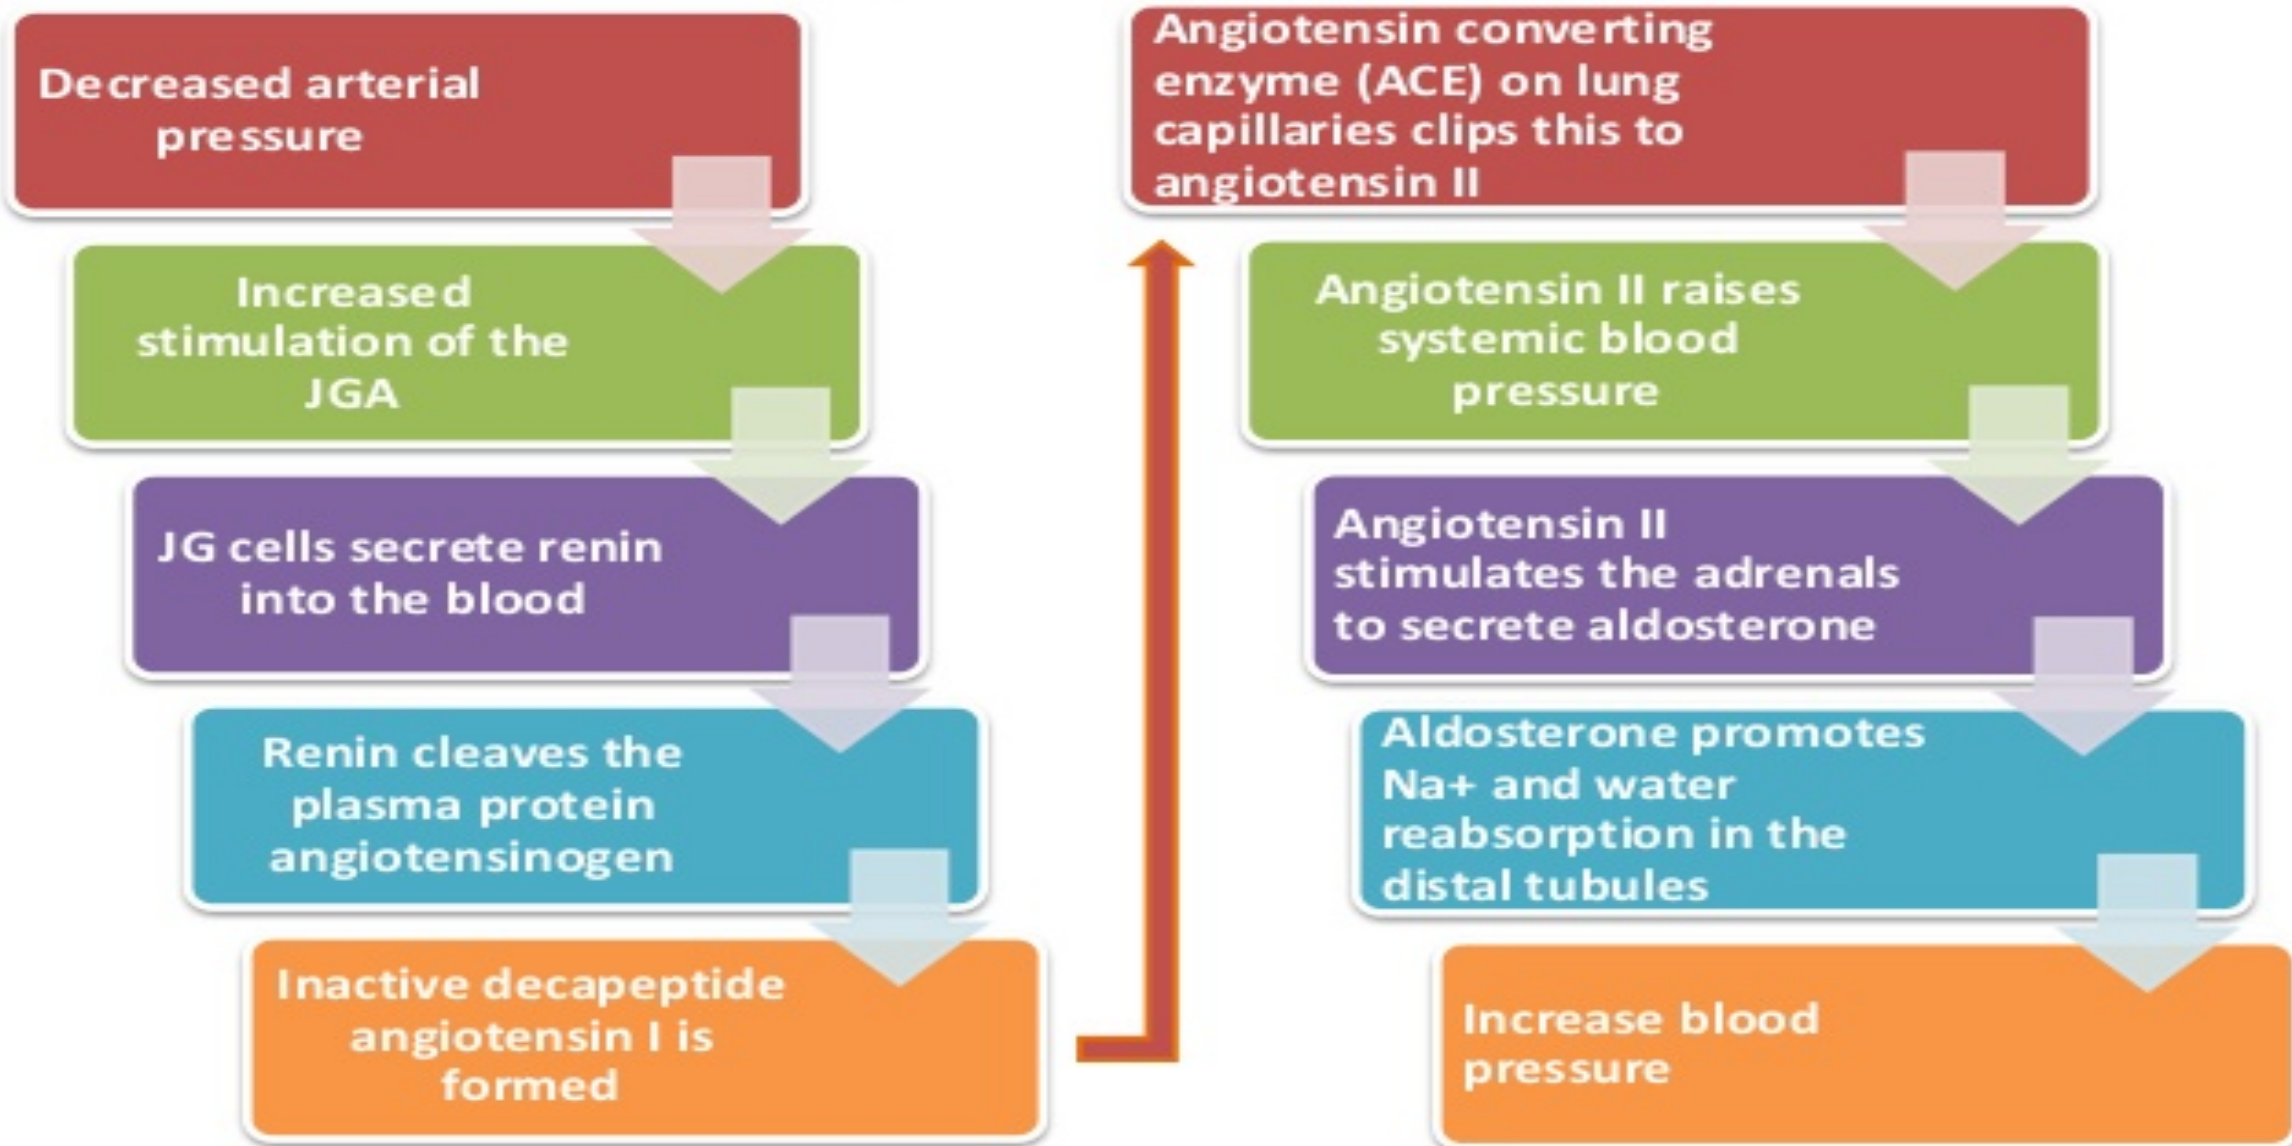 Decreased arterial
pressure
Increased
stimulation of the
JGA
JG cells secrete renin
into the blood
Renin cleaves the
plasma protein
angiotensinogen
Inactive decapeptide
angiotensin I is
formed
Angiotensin converting
enzyme (ACE) on lung
capillaries clips this to
angiotensin II
Angiotensin II raises
systemic blood
pressure
Angiotensin II
stimulates the adrenals
to secrete aldosterone
Aldosterone promotes
Na+ and water
reabsorption in the
distal tubules
Increase blood
pressure